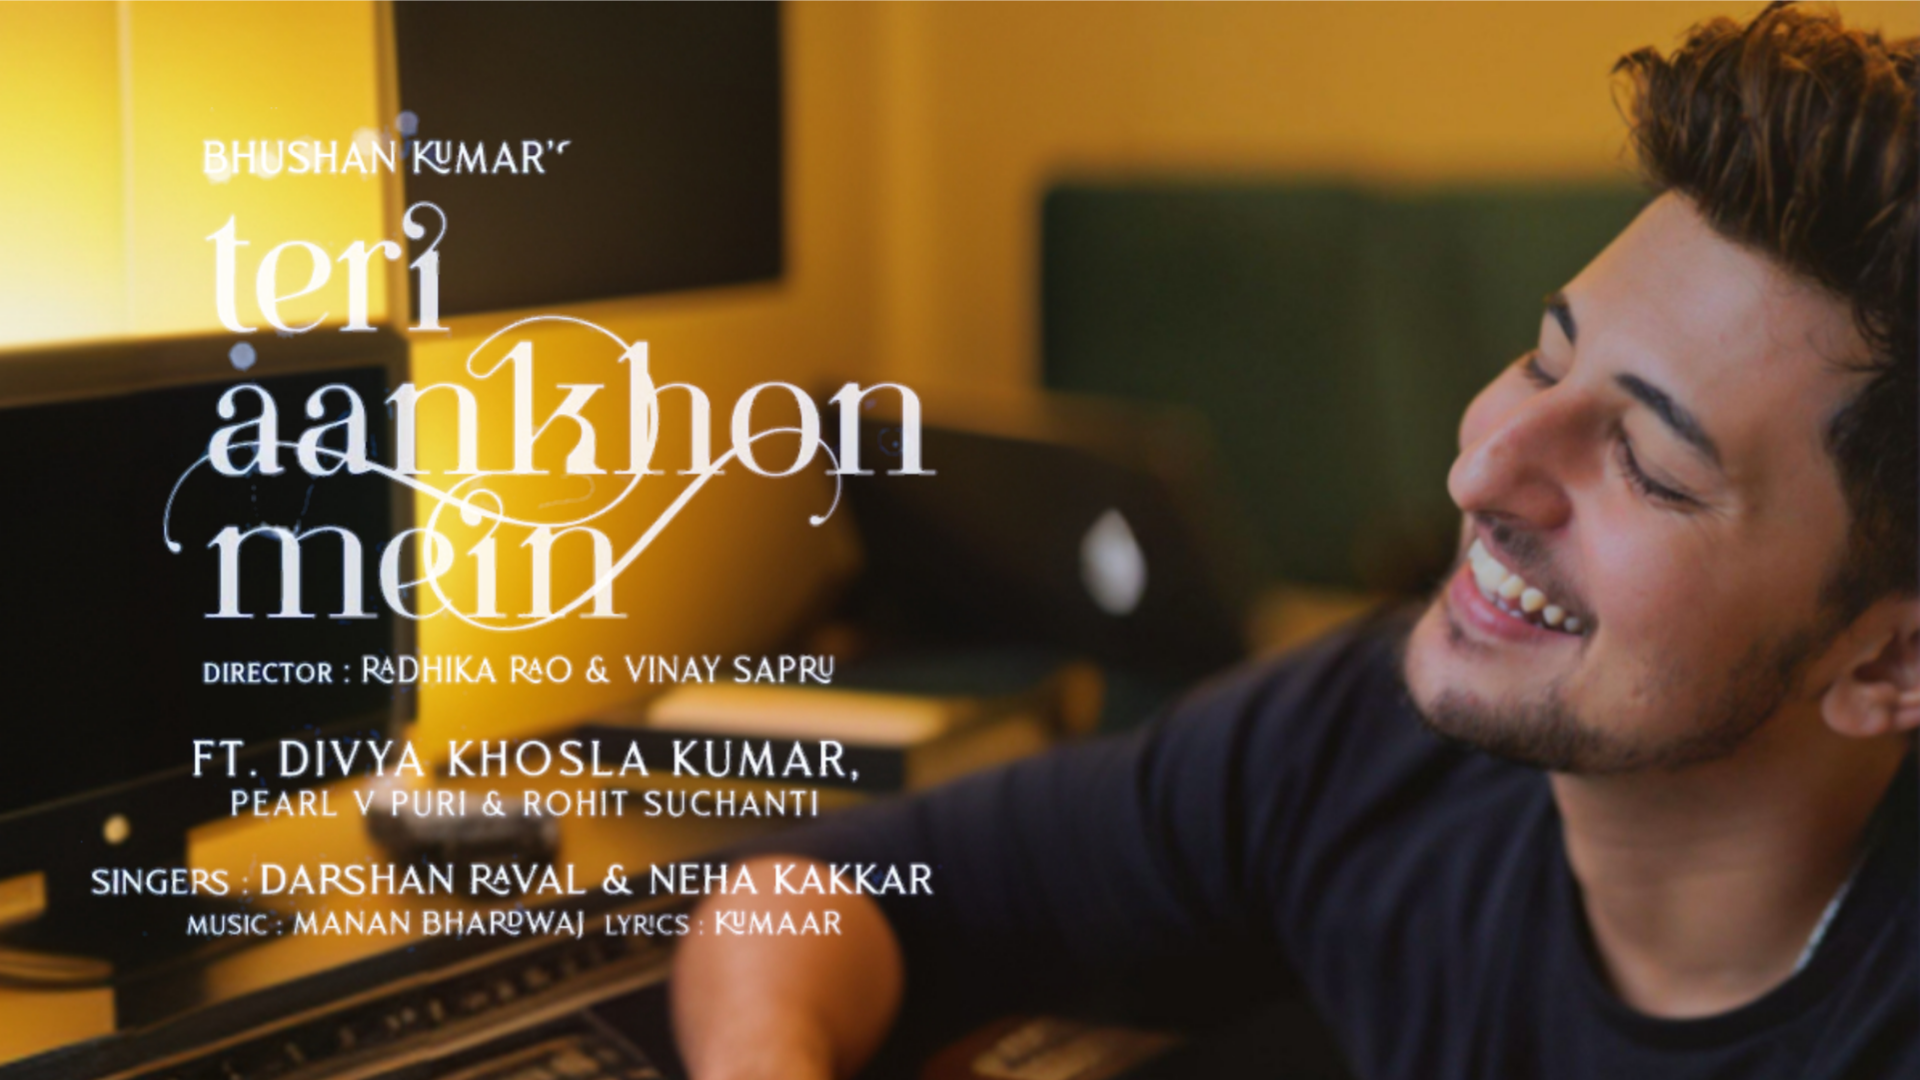 BHUSHAN KUMAR'S
teri
aankhon
mein
DIRECTOR : RADHIKA RAO & VINAY SAPRU
FT. DIVYA KHOSLA KUMAR,
PEARL V PURI & ROHIT SUCHANTI
SINGERS : DARSHAN RAVAL & NEHA KAKKAR
MUSIC : MANAN BHARDWAJ LYRICS : KUMAAR